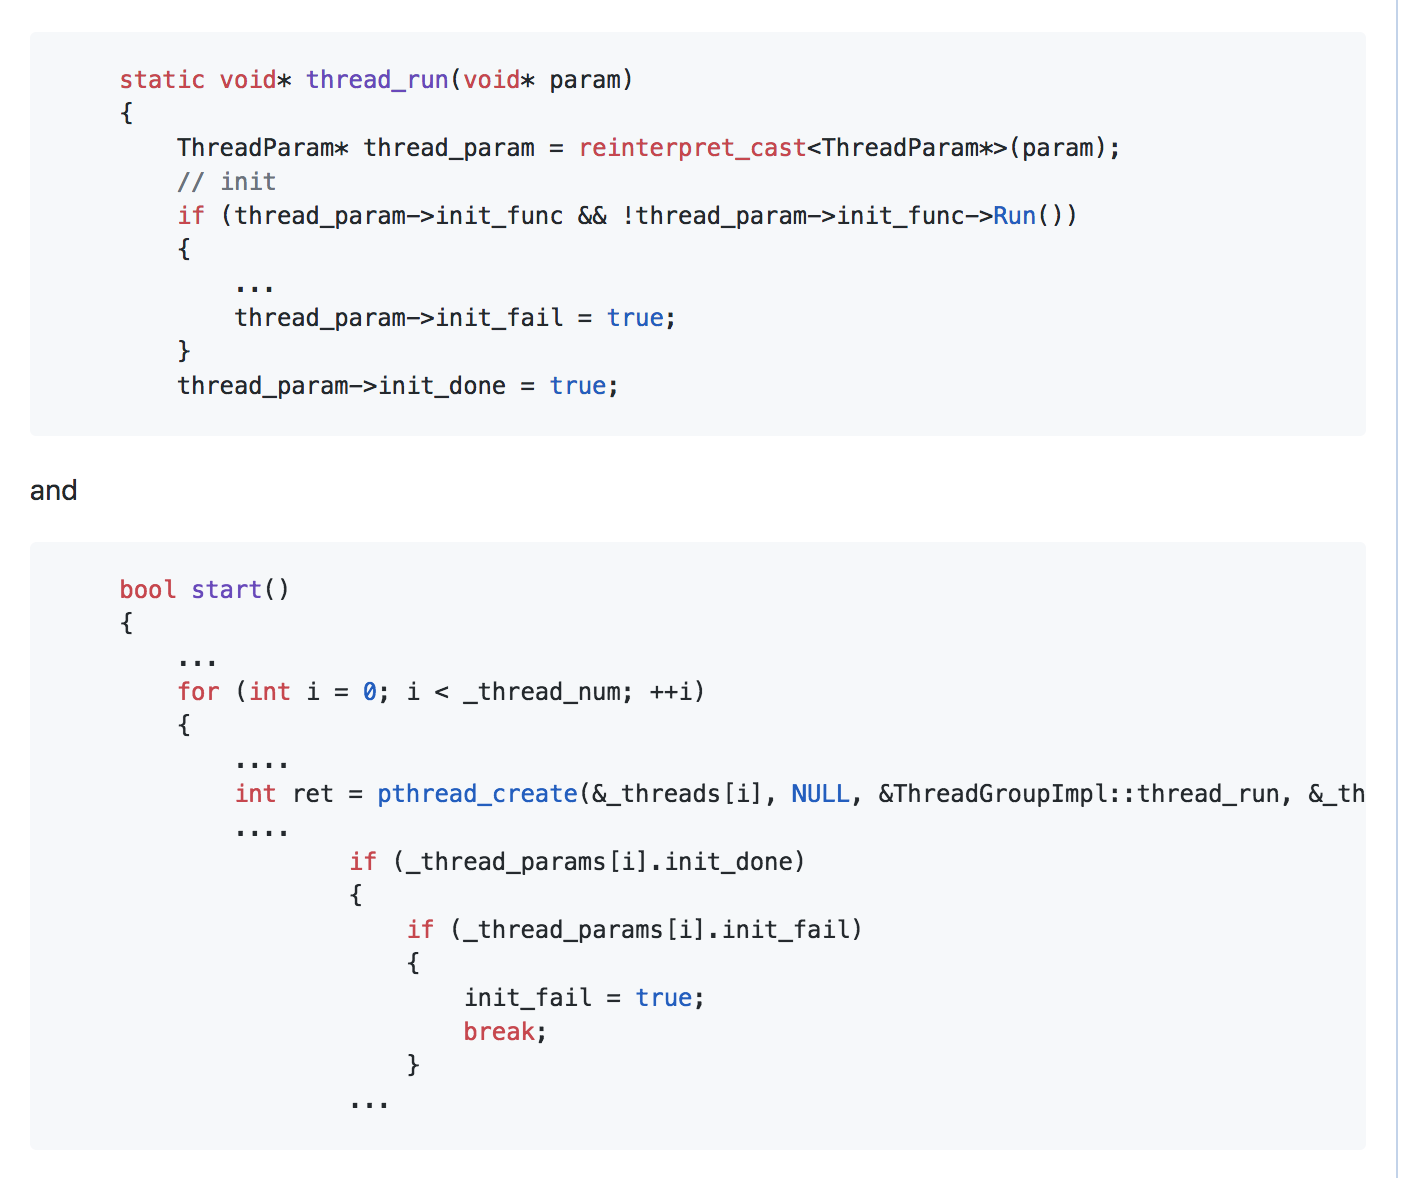 static void* thread_run(void* param)
{
ThreadParam* thread_param = reinterpret_cast<ThreadParam*>(param);
// init
if (thread_param->init_func && !thread_param->init_func->Run())
{
...
thread_param->init_fail = true;
}
thread_param->init_done = true;
and
bool start()
{
...
for (int i = 0; i < _thread_num; ++i)
{
....
int ret = pthread_create(&_threads[i], NULL, &ThreadGroupImpl::thread_run, &_th
....
if (_thread_params[i].init_done)
{
if (_thread_params[i].init_fail)
{
init_fail = true;
break;
}
...